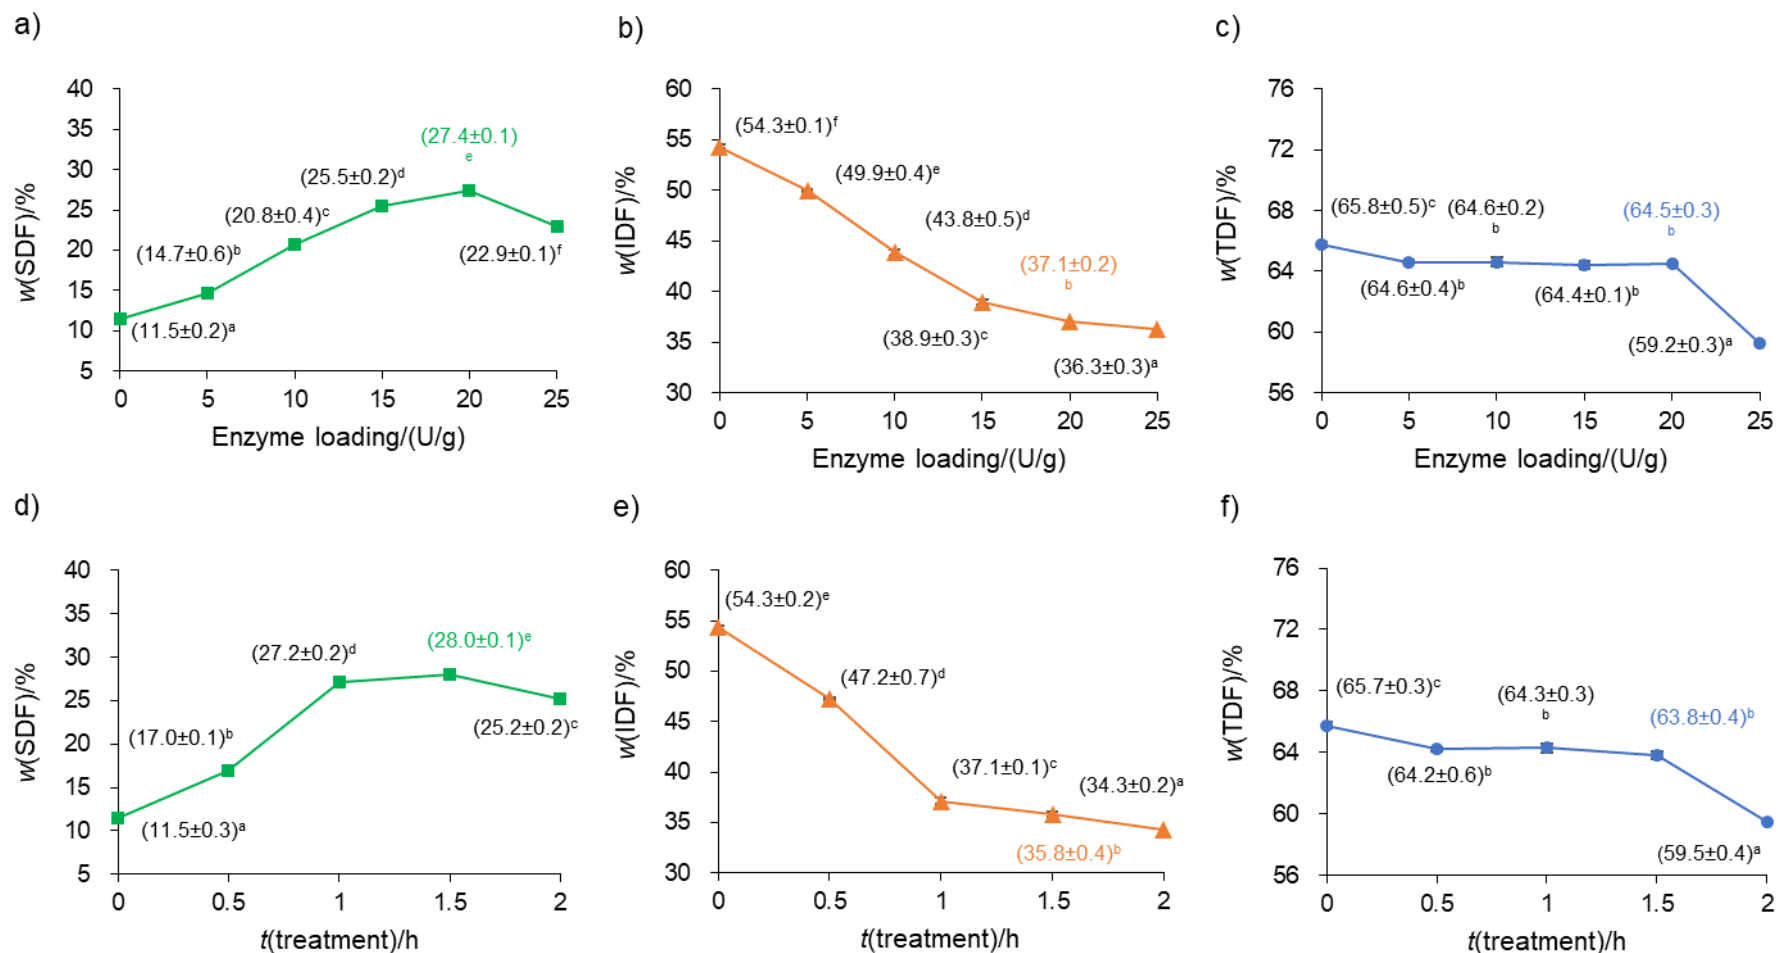 a)
40
35
30
25
20
15
10
5
w(SDF)/%
(11.5±0.2)ᵃ
(14.7±0.6)ᵇ
(20.8±0.4)ᶜ
(25.5±0.2)ᵈ
(27.4±0.1)
e
(22.9±0.1)ᶠ
0 5 10 15 20 25
Enzyme loading/(U/g)
b)
60
55
50
45
40
35
30
w(IDF)/%
(54.3±0.1)ᶠ
(49.9±0.4)ᵉ
(43.8±0.5)ᵈ
(38.9±0.3)ᶜ
(37.1±0.2)
b
(36.3±0.3)ᵃ
0 5 10 15 20 25
Enzyme loading/(U/g)
c)
76
72
68
64
60
56
w(TDF)/%
(65.8±0.5)ᶜ
(64.6±0.4)ᵇ
(64.6±0.2)
b
(64.4±0.1)ᵇ
(64.5±0.3)
b
(59.2±0.3)ᵃ
0 5 10 15 20 25
Enzyme loading/(U/g)
d)
40
35
30
25
20
15
10
5
w(SDF)/%
(11.5±0.3)ᵃ
(17.0±0.1)ᵇ
(27.2±0.2)ᵈ
(28.0±0.1)ᵉ
(25.2±0.2)ᶜ
0 0.5 1 1.5 2
t(treatment)/h
e)
60
55
50
45
40
35
30
w(IDF)/%
(54.3±0.2)ᵉ
(47.2±0.7)ᵈ
(37.1±0.1)ᶜ
(35.8±0.4)ᵇ
(34.3±0.2)ᵃ
0 0.5 1 1.5 2
t(treatment)/h
f)
76
72
68
64
60
56
w(TDF)/%
(65.7±0.3)ᶜ
(64.2±0.6)ᵇ
(64.3±0.3)
b
(63.8±0.4)ᵇ
(59.5±0.4)ᵃ
0 0.5 1 1.5 2
t(treatment)/h